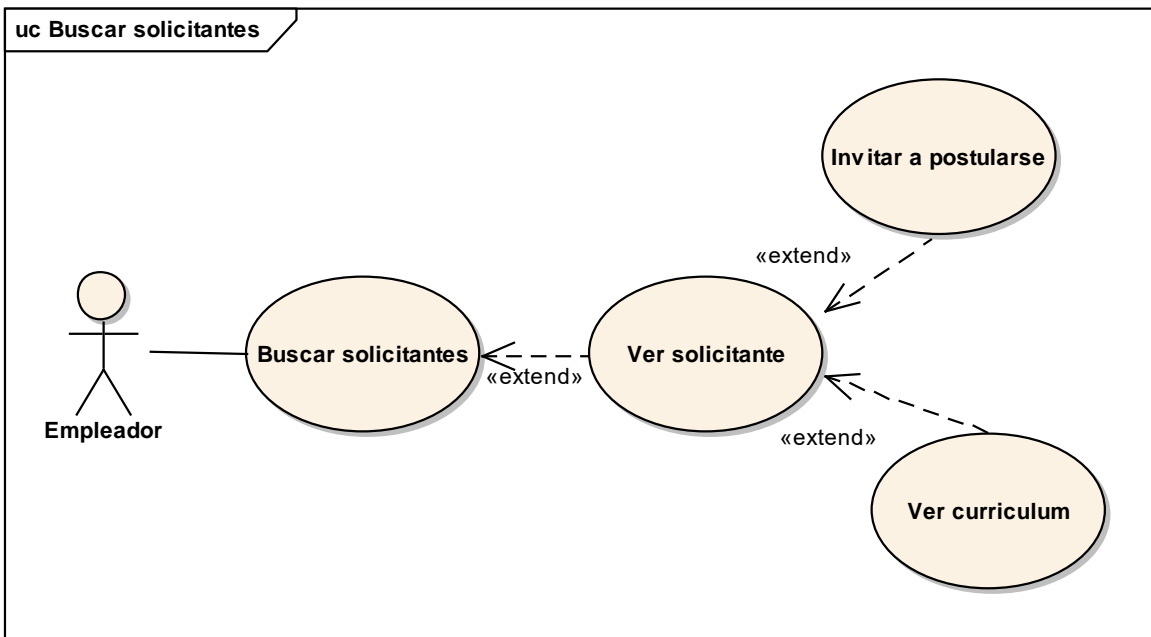 uc Buscar solicitantes
Invitar a postularse
«extend»
Buscar solicitantes
Ver solicitante
«extend»
Empleador
«extend»
Ver curriculum